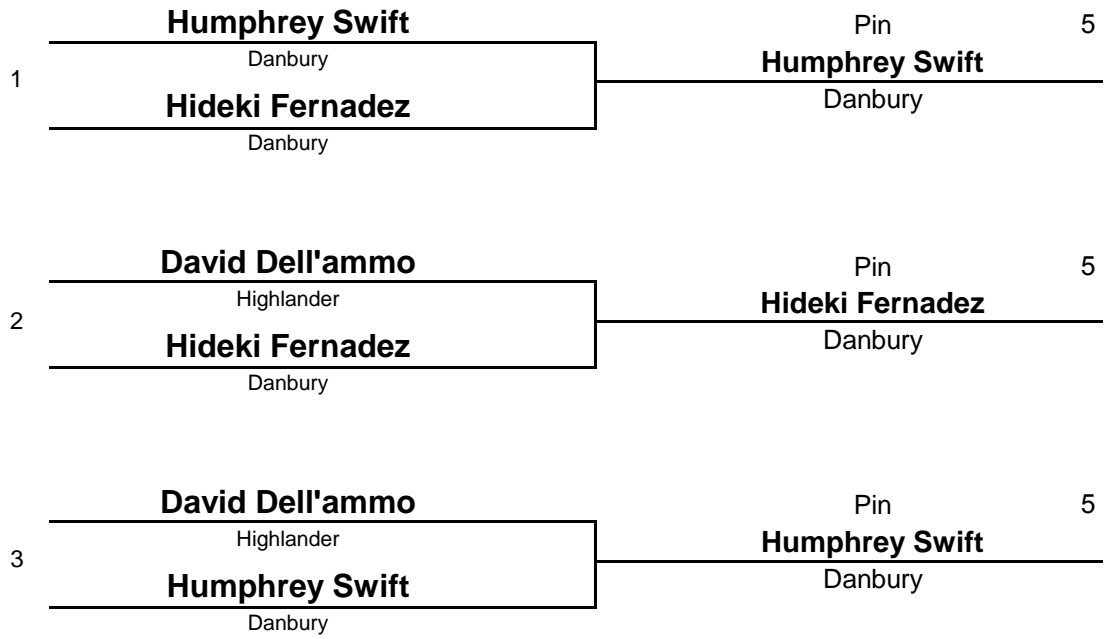 Humphrey Swift
Danbury
1
Hideki Fernadez
Danbury
Pin 5
Humphrey Swift
Danbury
David Dell'ammo
Highlander
2
Hideki Fernadez
Danbury
Pin 5
Hideki Fernadez
Danbury
David Dell'ammo
Highlander
3
Humphrey Swift
Danbury
Pin 5
Humphrey Swift
Danbury